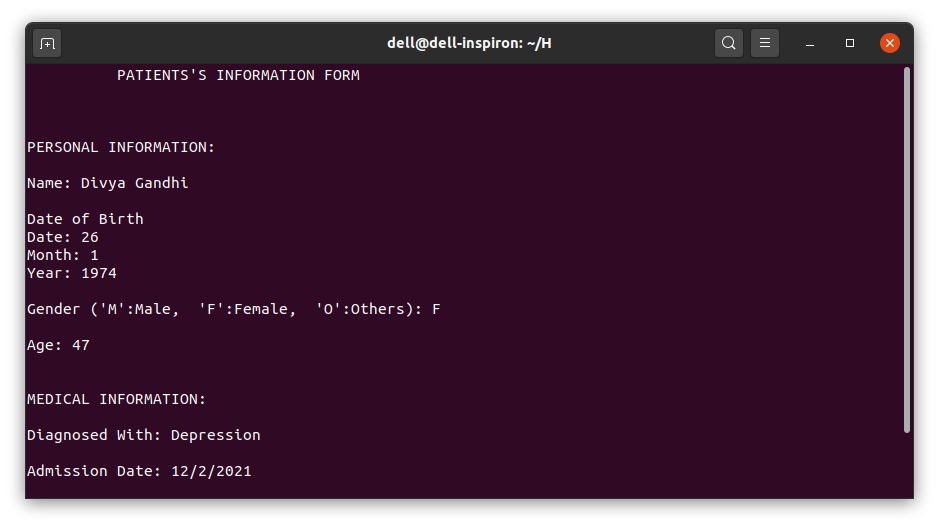 dell@dell-inspiron: ~/H
PATIENTS'S INFORMATION FORM
PERSONAL INFORMATION:
Name: Divya Gandhi
Date of Birth
Date: 26
Month: 1
Year: 1974
Gender ('M':Male,  'F':Female,  'O':Others): F
Age: 47
MEDICAL INFORMATION:
Diagnosed With: Depression
Admission Date: 12/2/2021